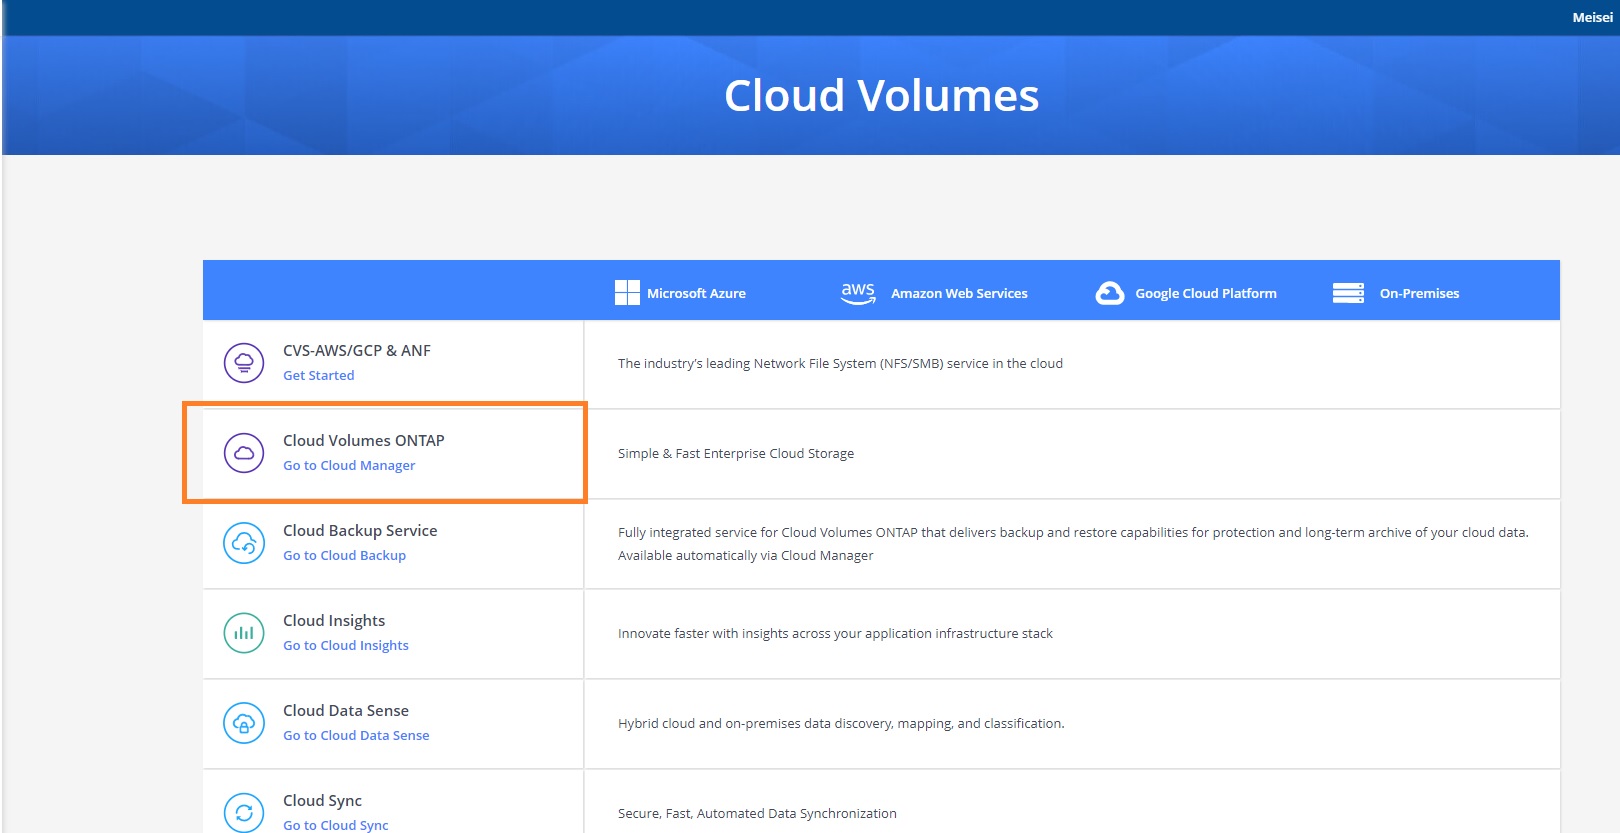 Meisei
Cloud Volumes
Microsoft Azure
aws Amazon Web Services
Google Cloud Platform
On-Premises
CVS-AWS/GCP & ANF
Get Started
The industry’s leading Network File System (NFS/SMB) service in the cloud
Cloud Volumes ONTAP
Go to Cloud Manager
Simple & Fast Enterprise Cloud Storage
Cloud Backup Service
Go to Cloud Backup
Fully integrated service for Cloud Volumes ONTAP that delivers backup and restore capabilities for protection and long-term archive of your cloud data.
Available automatically via Cloud Manager
Cloud Insights
Go to Cloud Insights
Innovate faster with insights across your application infrastructure stack
Cloud Data Sense
Go to Cloud Data Sense
Hybrid cloud and on-premises data discovery, mapping, and classification.
Cloud Sync
Go to Cloud Sync
Secure, Fast, Automated Data Synchronization